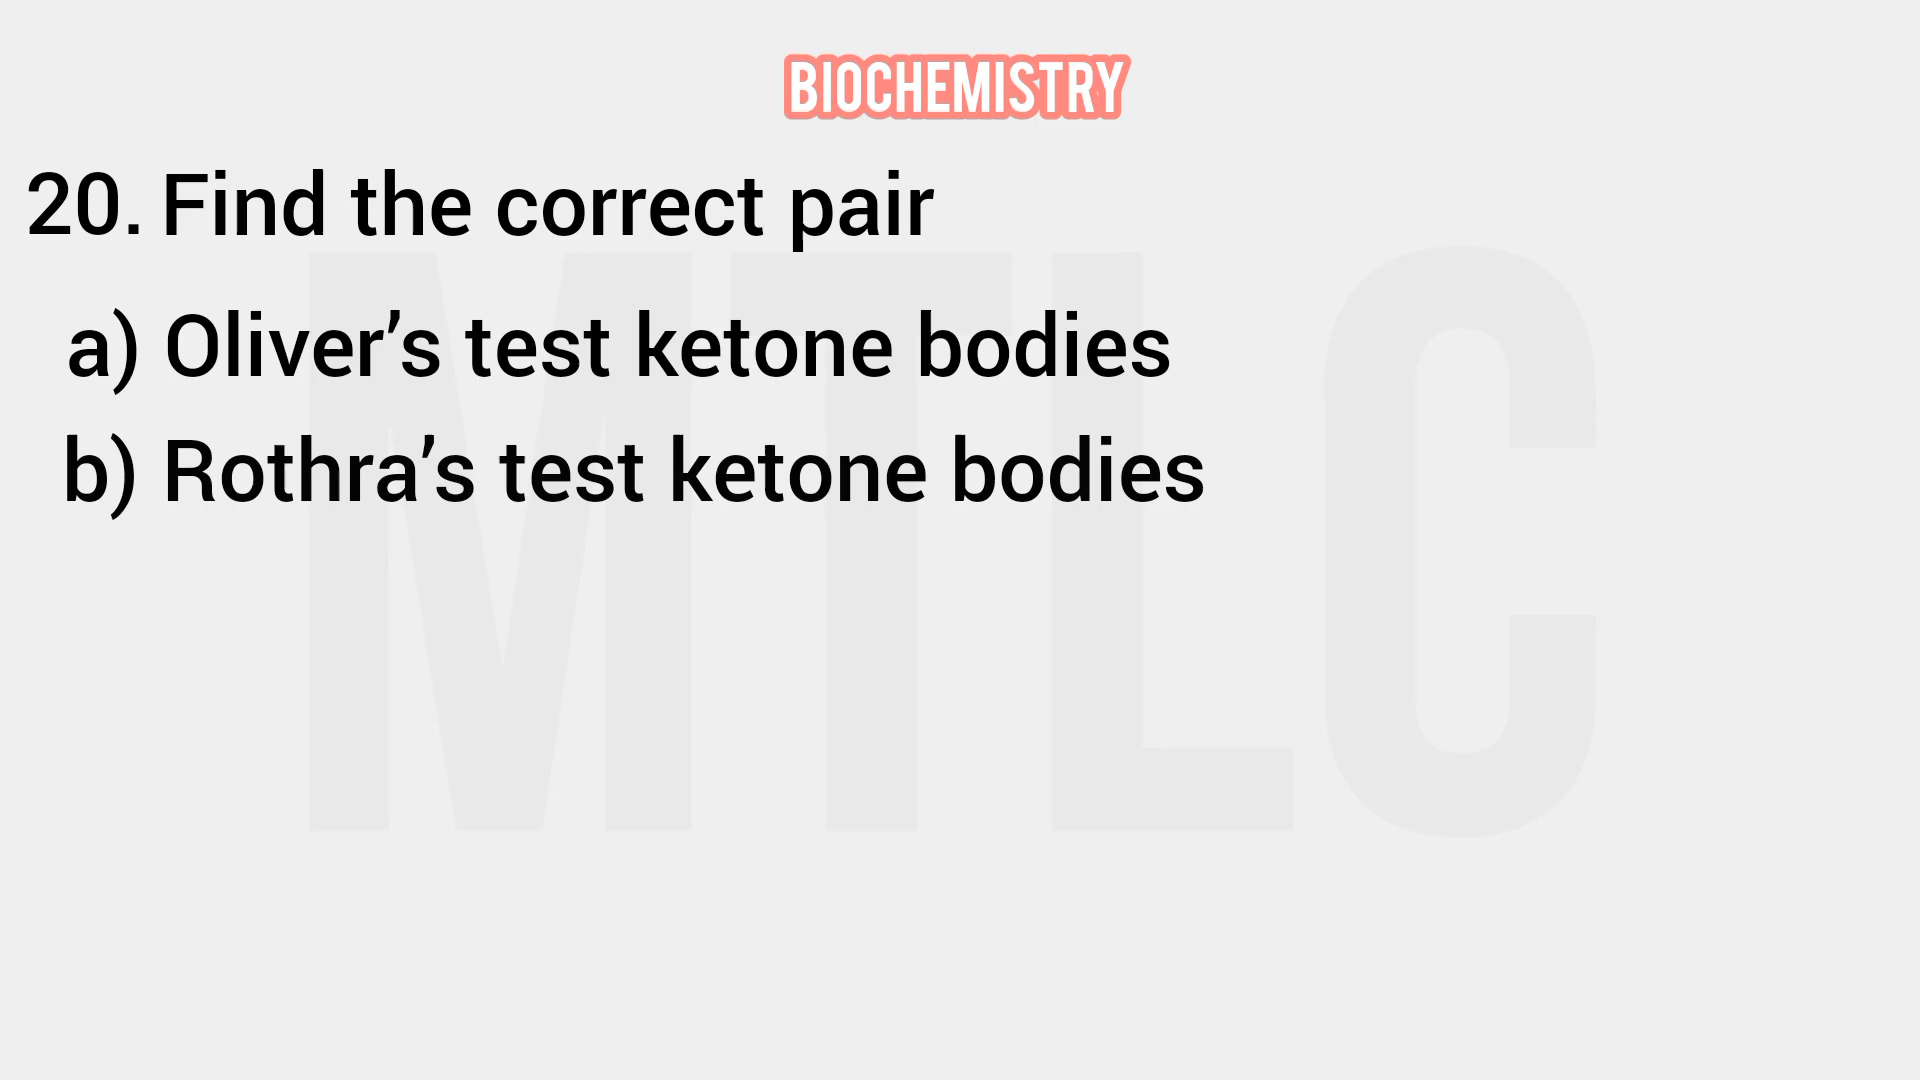 BIOCHEMISTRY
20. Find the correct pair
a) Oliver’s test ketone bodies
b) Rothra’s test ketone bodies
MTLC